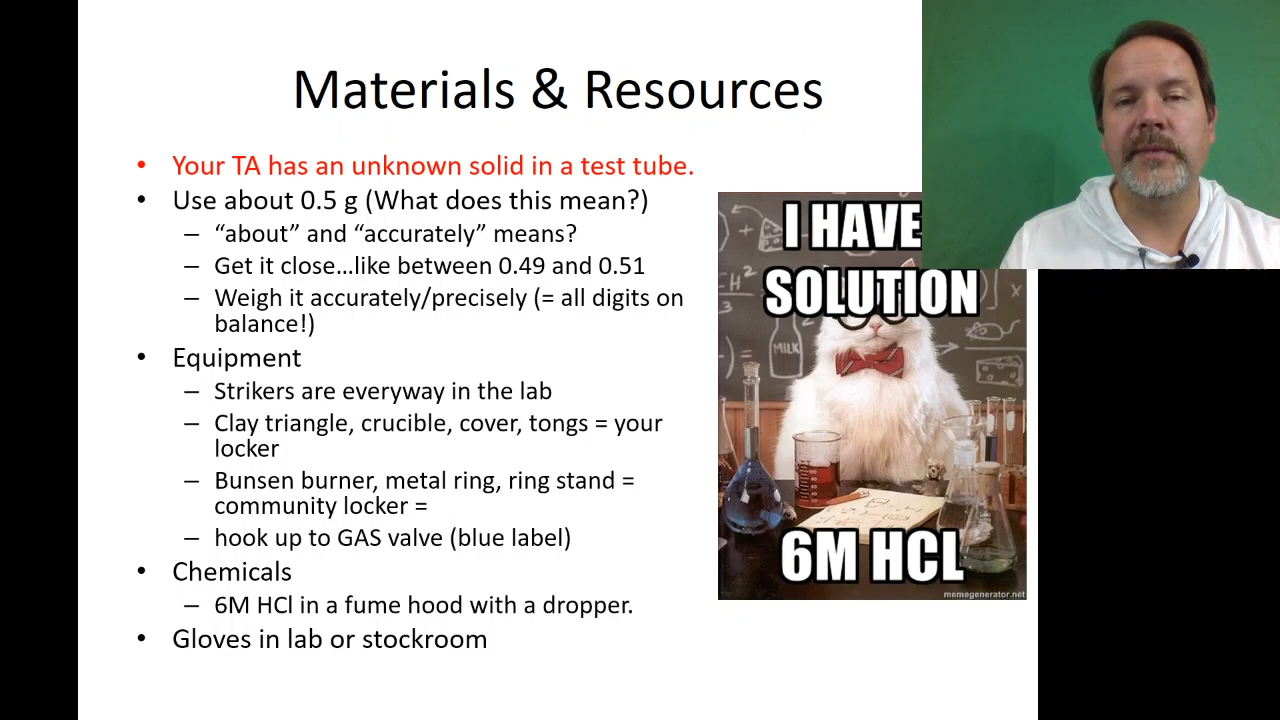 Materials & Resources
• Your TA has an unknown solid in a test tube.
• Use about 0.5 g (What does this mean?)
– “about” and “accurately” means?
– Get it close…like between 0.49 and 0.51
– Weigh it accurately/precisely (= all digits on
balance!)
• Equipment
– Strikers are everyway in the lab
– Clay triangle, crucible, cover, tongs = your
locker
– Bunsen burner, metal ring, ring stand =
community locker =
– hook up to GAS valve (blue label)
• Chemicals
– 6M HCl in a fume hood with a dropper.
• Gloves in lab or stockroom
I HAVE
SOLUTION
MILK
6M HCL
memegenerator.net